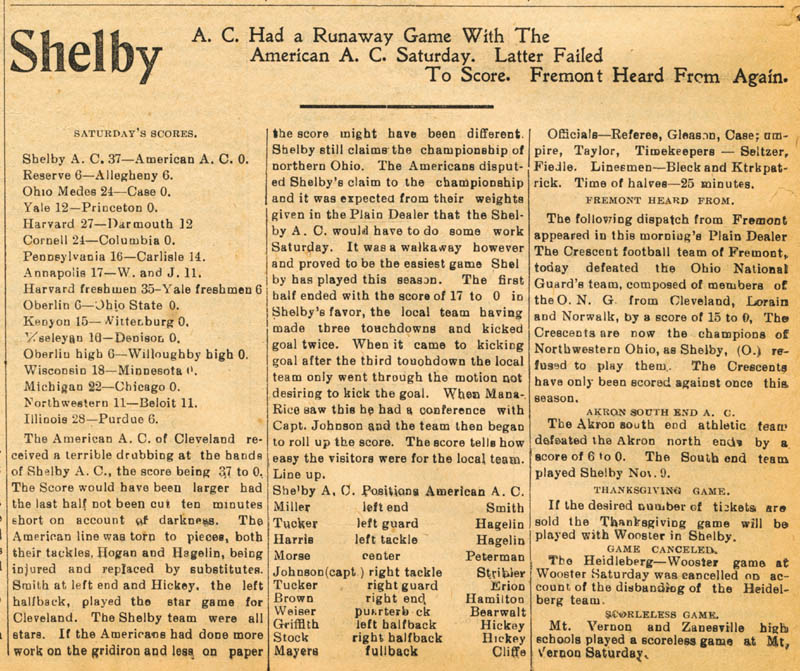 Shelby
A. C. Had a Runaway Game With The
American A. C. Saturday. Latter Failed
To Score. Fremont Heard From Again.
SATURDAY'S SCORES.
Shelby A. C. 37—American A. C. 0.
Reserve 6—Allegheny 6.
Ohio Medes 24—Case 0.
Yale 12—Princeton 0.
Harvard 27—Darmouth 12
Cornell 24—Columbia 0.
Pennsylvania 16—Carlisle 14.
Annapolis 17—W. and J. 11.
Harvard freshmen 35-Yale freshmen 6
Oberlin 6—Ohio State 0.
Kenyon 15—Wittenburg 0.
Weseleyan 10—Denison 0.
Oberlin high 6—Willoughby high 0.
Wisconsin 18—Minnesota 0.
Michigan 22—Chicago 0.
Northwestern 11—Beloit 11.
Illinois 28—Purdue 6.
The American A. C. of Cleveland re-
ceived a terrible drubbing at the hands
of Shelby A. C., the score being 37 to 0.
The Score would have been larger had
the last half not been cut ten minutes
short on account of darkness. The
American line was torn to pieces, both
their tackles, Hogan and Hagelin, being
injured and replaced by substitutes.
Smith at left end and Hickey, the left
halfback, played the star game for
Cleveland. The Shelby team were all
stars. If the Americans had done more
work on the gridiron and less on paper
the score might have been different.
Shelby still claims the championship of
northern Ohio. The Americans disput-
ed Shelby's claim to the championship
and it was expected from their weights
given in the Plain Dealer that the Shel-
by A. C. would have to do some work
Saturday. It was a walkaway however
and proved to be the easiest game Shel
by has played this season. The first
half ended with the score of 17 to 0 in
Shelby's favor, the local team having
made three touchdowns and kicked
goal twice. When it came to kicking
goal after the third touohdown the local
team only went through the motion not
desiring to kick the goal. When Mana-
Rice saw this he had a conference with
Capt. Johnson and the team then began
to roll up the score. The score tells how
easy the visitors were for the local team.
Line up.
She'by A. C. Positions American A. C.
Miller left end Smith
Tucker left guard Hagelin
Harris left tackle Hagelin
Morse center Peterman
Johnson(capt.) right tackle Stribler
Tucker right guard Erion
Brown right end Hamilton
Weiser puarterb ck Bearwalt
Griffith left halfback Hickey
Stock right halfback Hickey
Mayers fullback Cliffe
Officials—Referee, Gleason, Case; um-
pire, Taylor, Timekeepers — Seltzer,
Fiedle. Linesmen—Bleck and Ktrkpat-
rick. Time of halves—25 minutes.
FREMONT HEARD FROM.
The following dispatch from Fremont
appeared in this morning's Plain Dealer
The Crescent football team of Fremont,
today defeated the Ohio National
Guard's team, composed of members of
the O. N. G. from Cleveland, Lorain
and Norwalk, by a score of 15 to 0, The
Crescents are now the champions of
Northwestern Ohio, as Shelby, (O.) re-
fused to play them. The Crescents
have only been scored against once this
season.
AKRON SOUTH END A. C.
The Akron south end athletic team
defeated the Akron north ends by a
score of 6 to 0. The South end team
played Shelby Nov. 9.
THANKSGIVING GAME.
If the desired number of tickets are
sold the Thanksgiving game will be
played with Wooster in Shelby.
GAME CANCELED.
The Heidleberg—Wooster game at
Wooster Saturday was cancelled on ac-
count of the disbanding of the Heidel-
berg team.
SCORLELESS GAME.
Mt. Vernon and Zanesville high
schools played a scoreless game at Mt,
Vernon Saturday.